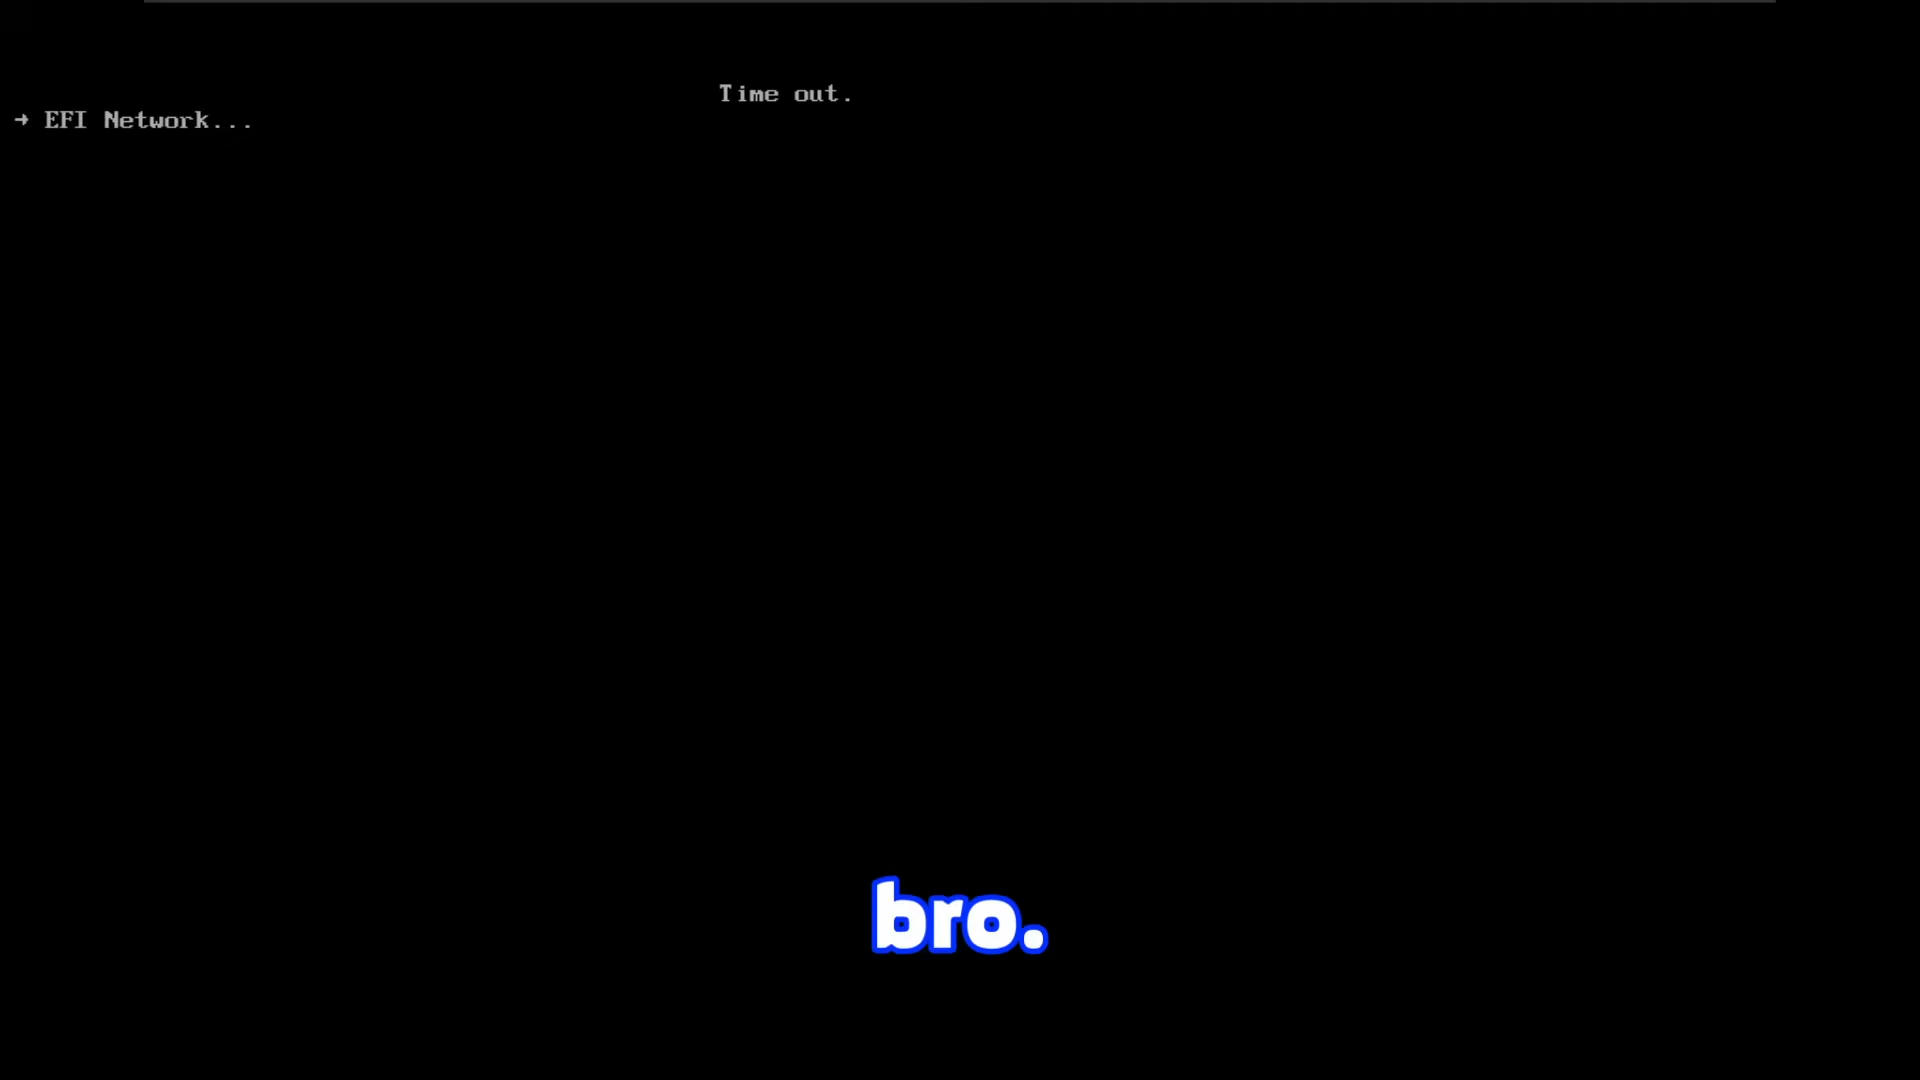 Time out.
→ EFI Network...
bro.